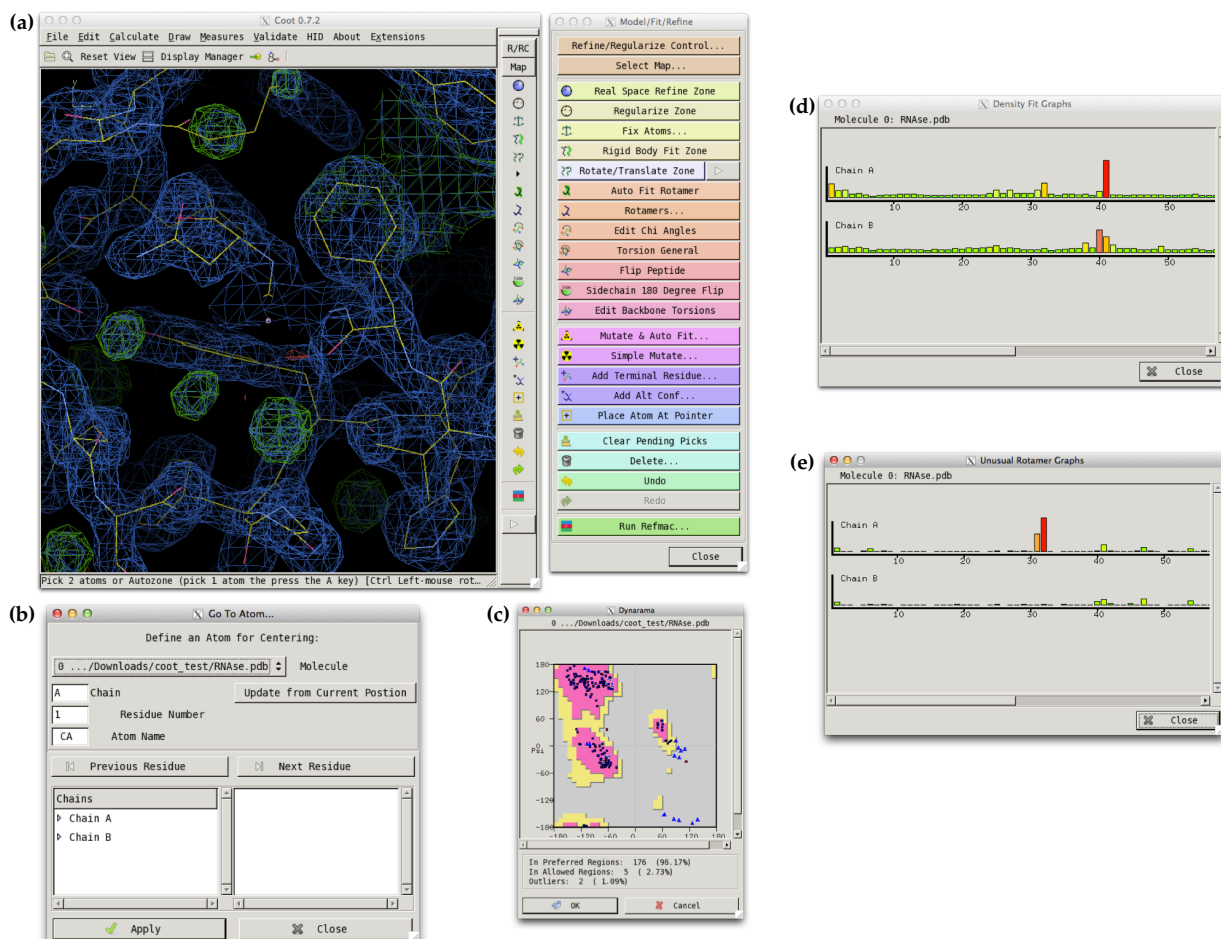 (a)
Coot 0.7.2
File Edit Calculate Draw Measures Validate HID About Extensions
Reset View Display Manager
R/RC
Map
Pick 2 atoms or Autozone (pick 1 atom the press the A key) [Ctrl Left-mouse rot...
Model/Fit/Refine
Refine/Regularize Control...
Select Map...
Real Space Refine Zone
Regularize Zone
Fix Atoms...
Rigid Body Fit Zone
Rotate/Translate Zone
Auto Fit Rotamer
Rotamers...
Edit Chi Angles
Torsion General
Flip Peptide
Sidechain 180 Degree Flip
Edit Backbone Torsions
Mutate & Auto Fit...
Simple Mutate...
Add Terminal Residue...
Add Alt Conf...
Place Atom At Pointer
Clear Pending Picks
Delete...
Undo
Redo
Run Refmac...
Close
(b)
Go To Atom...
Define an Atom for Centering:
0 .../Downloads/coot_test/RNAse.pdb Molecule
A Chain Update from Current Postion
1 Residue Number
CA Atom Name
Previous Residue Next Residue
Chains
Chain A
Chain B
Apply Close
(c)
Dynarama
0 .../Downloads/coot_test/RNAse.pdb
180
120
60
0
Psi
-60
-120
-180
-180 -120 -60 0 60 120 180
In Preferred Regions: 176 (96.17%)
In Allowed Regions: 5 ( 2.73%)
Outliers: 2 ( 1.09%)
OK Cancel
(d)
Density Fit Graphs
Molecule 0: RNAse.pdb
Chain A
10 20 30 40 50
Chain B
10 20 30 40 50
Close
(e)
Unusual Rotamer Graphs
Molecule 0: RNAse.pdb
Chain A
10 20 30 40 50
Chain B
10 20 30 40 50
Close